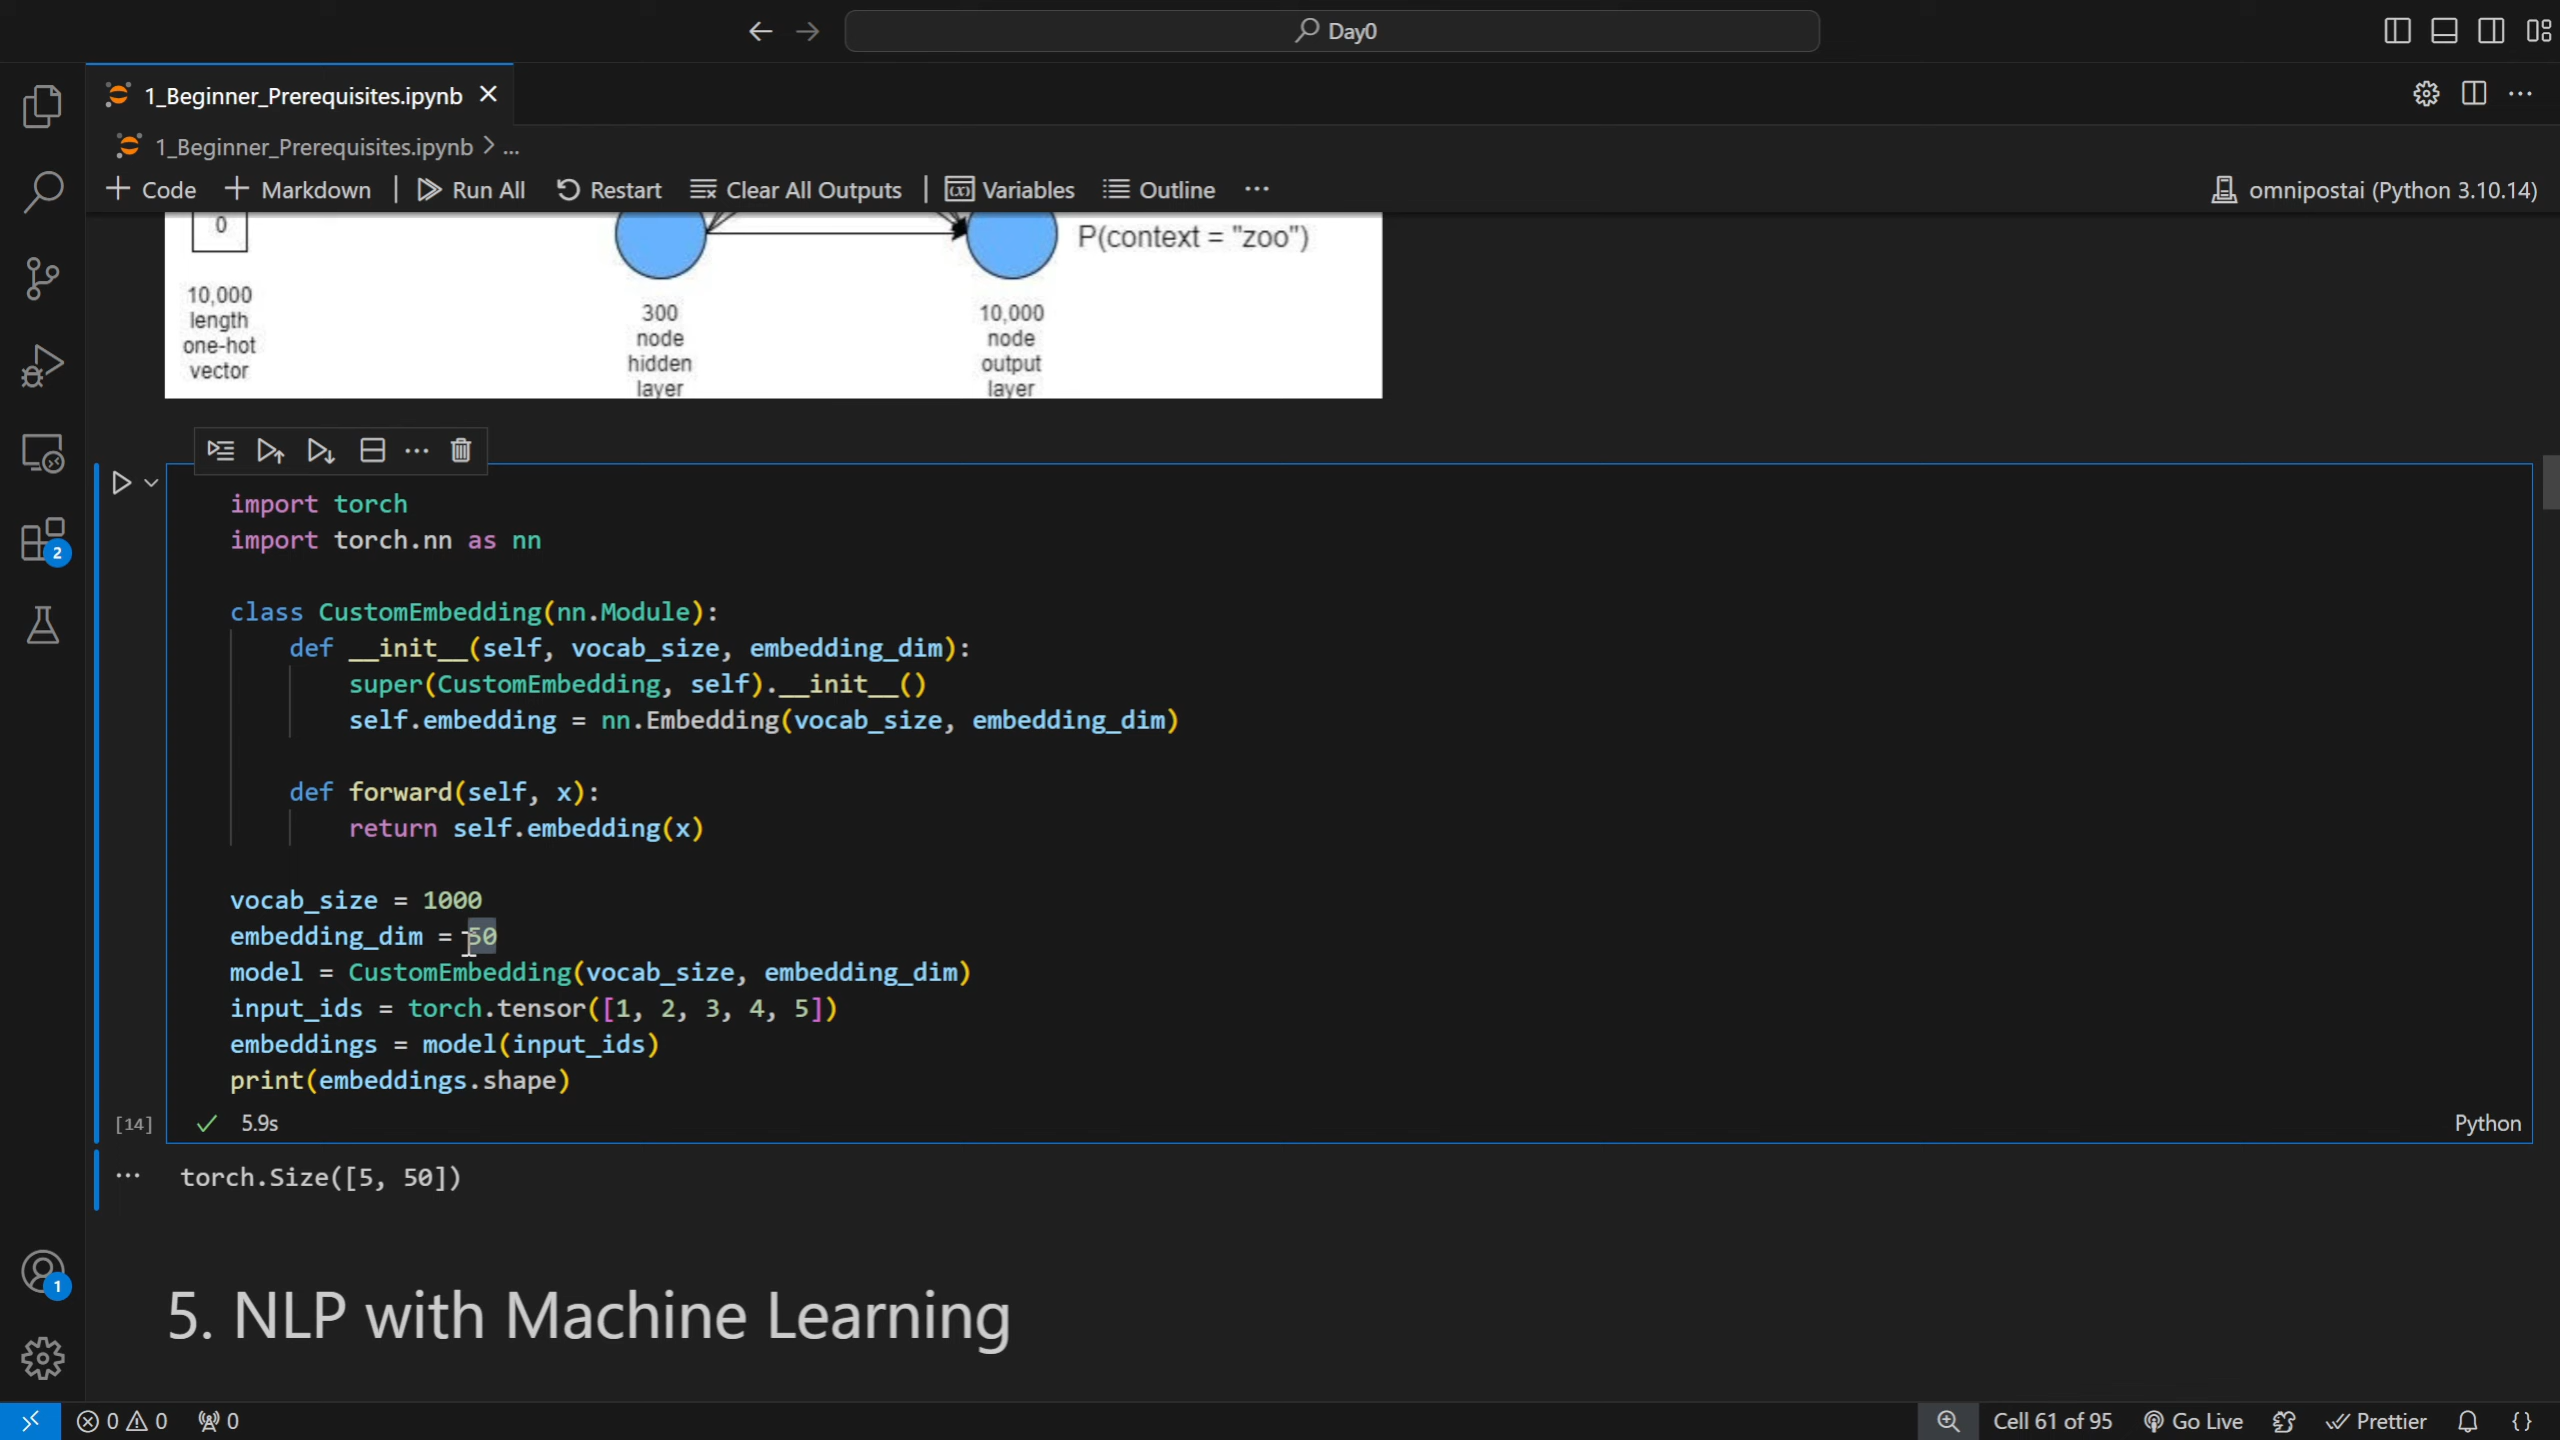 Day0
1_Beginner_Prerequisites.ipynb
1_Beginner_Prerequisites.ipynb > ...
Code
Markdown
Run All
Restart
Clear All Outputs
Variables
Outline
omnipostai (Python 3.10.14)
0
P(context = "zoo")
10,000
length
one-hot
vector
300
node
hidden
layer
10,000
node
output
layer
import torch
import torch.nn as nn
class CustomEmbedding(nn.Module):
def __init__(self, vocab_size, embedding_dim):
super(CustomEmbedding, self).__init__()
self.embedding = nn.Embedding(vocab_size, embedding_dim)
def forward(self, x):
return self.embedding(x)
vocab_size = 1000
embedding_dim = 50
model = CustomEmbedding(vocab_size, embedding_dim)
input_ids = torch.tensor([1, 2, 3, 4, 5])
embeddings = model(input_ids)
print(embeddings.shape)
[14]
5.9s
Python
... torch.Size([5, 50])
5. NLP with Machine Learning
2
1
0
0
0
Cell 61 of 95
Go Live
Prettier
{}